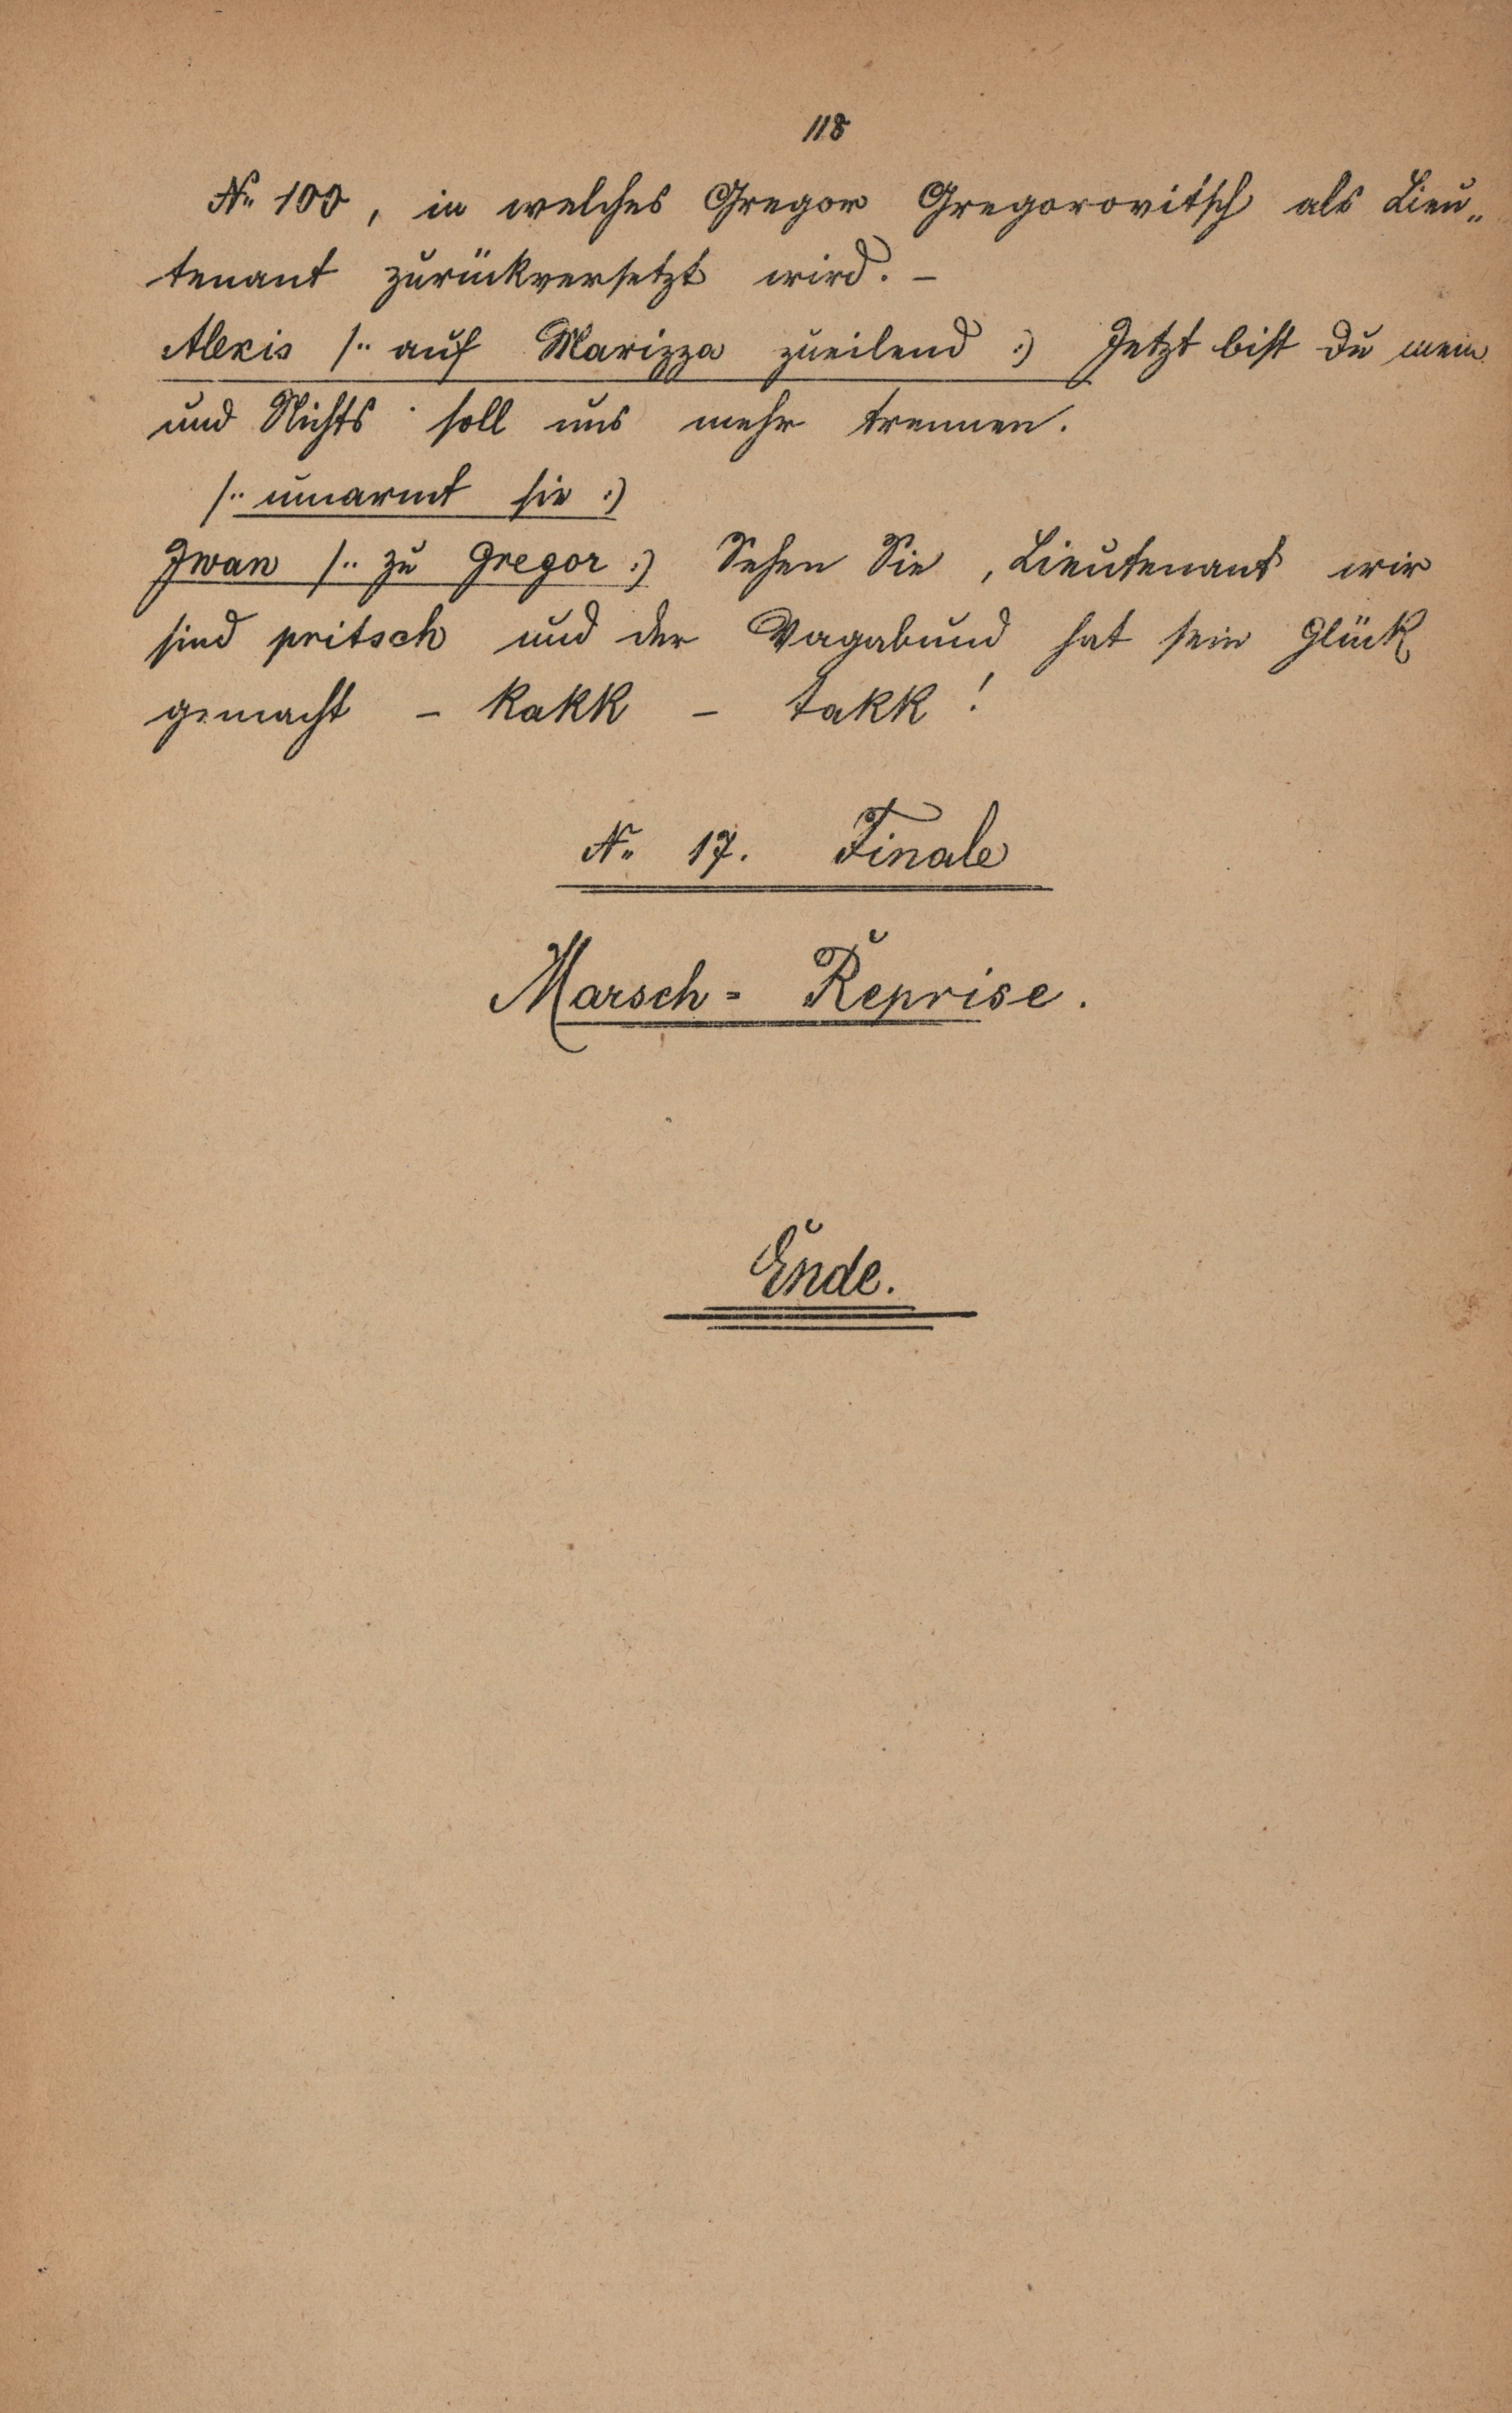 118
No 100, in welches Gregor Gregorovitsch als Lieu„
tenant zurückversetzt wird. –
Alexis /: auf Marizza zueilend :) Jetzt bist Du mein
und Nichts soll uns mehr trennen.
/: umarmt sie :)
Iwan /: zu Gregor :) Sehen Sie, Lieutenant wir
sind pritsch und der Vagabund hat sein Glück
gemacht – kakk – takk!
No 17. Finale
Marsch= Reprise.
Ende.